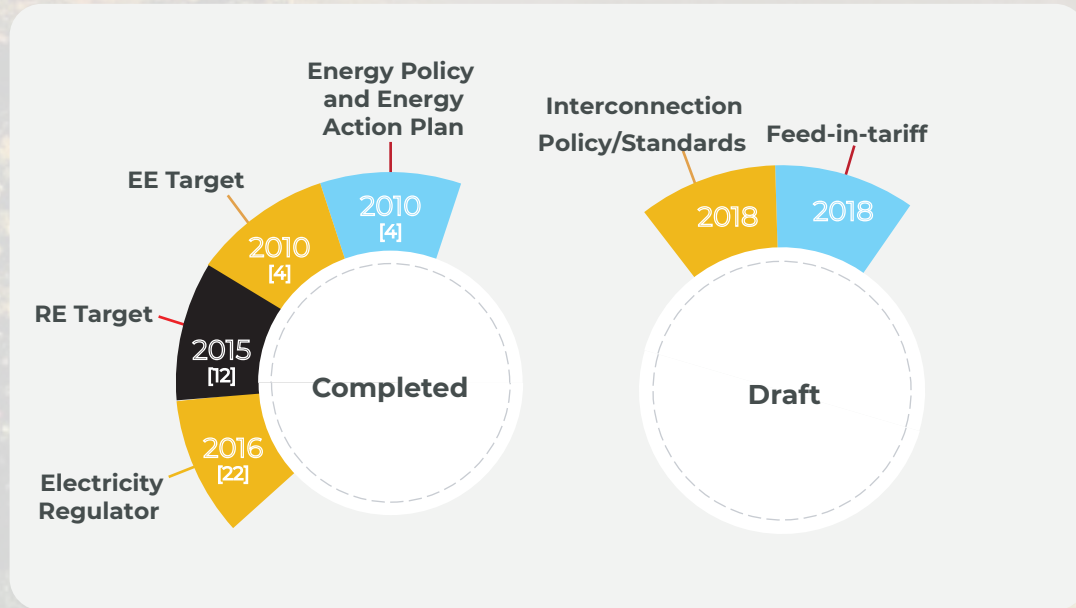 Energy Policy
and Energy
Action Plan
EE Target
2010
[4]
2010
[4]
RE Target
2015
[12]
2016
[22]
Electricity
Regulator
Completed
Interconnection
Policy/Standards
Feed-in-tariff
2018
2018
Draft